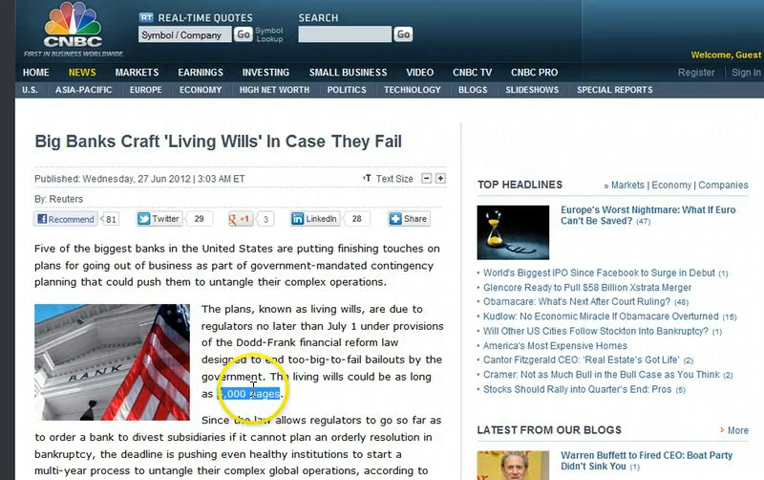 CNBC
FIRST IN BUSINESS WORLDWIDE.
RT REAL-TIME QUOTES
Symbol / Company
Go
Symbol
Lookup
SEARCH
Go
Welcome, Guest
HOME NEWS MARKETS EARNINGS INVESTING SMALL BUSINESS VIDEO CNBC TV CNBC PRO
Register Sign In
U.S. ASIA-PACIFIC EUROPE ECONOMY HIGH NET WORTH POLITICS TECHNOLOGY BLOGS SLIDESHOWS SPECIAL REPORTS
Big Banks Craft 'Living Wills' In Case They Fail
Published: Wednesday, 27 Jun 2012 | 3:03 AM ET
TT Text Size
By: Reuters
Recommend 81 Twitter 29 +1 3 LinkedIn 28 Share
Five of the biggest banks in the United States are putting finishing touches on
plans for going out of business as part of government-mandated contingency
planning that could push them to untangle their complex operations.
BANK
The plans, known as living wills, are due to
regulators no later than July 1 under provisions
of the Dodd-Frank financial reform law
designed to end too-big-to-fail bailouts by the
government. The living wills could be as long
as ,000 pages.
Since the law allows regulators to go so far as
to order a bank to divest subsidiaries if it cannot plan an orderly resolution in
bankruptcy, the deadline is pushing even healthy institutions to start a
multi-year process to untangle their complex global operations, according to
TOP HEADLINES
» Markets | Economy | Companies
Europe's Worst Nightmare: What If Euro
Can't Be Saved? (47)
World's Biggest IPO Since Facebook to Surge in Debut (1)
Glencore Ready to Pull $58 Billion Xstrata Merger
Obamacare: What's Next After Court Ruling? (48)
Kudlow: No Economic Miracle If Obamacare Overturned (15)
Will Other US Cities Follow Stockton Into Bankruptcy? (1)
America's Most Expensive Homes
Cantor Fitzgerald CEO: 'Real Estate's Got Life' (2)
Cramer: Not as Much Bull in the Bull Case as You Think (2)
Stocks Should Rally into Quarter's End: Pros (5)
LATEST FROM OUR BLOGS
» More
Warren Buffett to Fired CEO: Boat Party
Didn't Sink You (1)